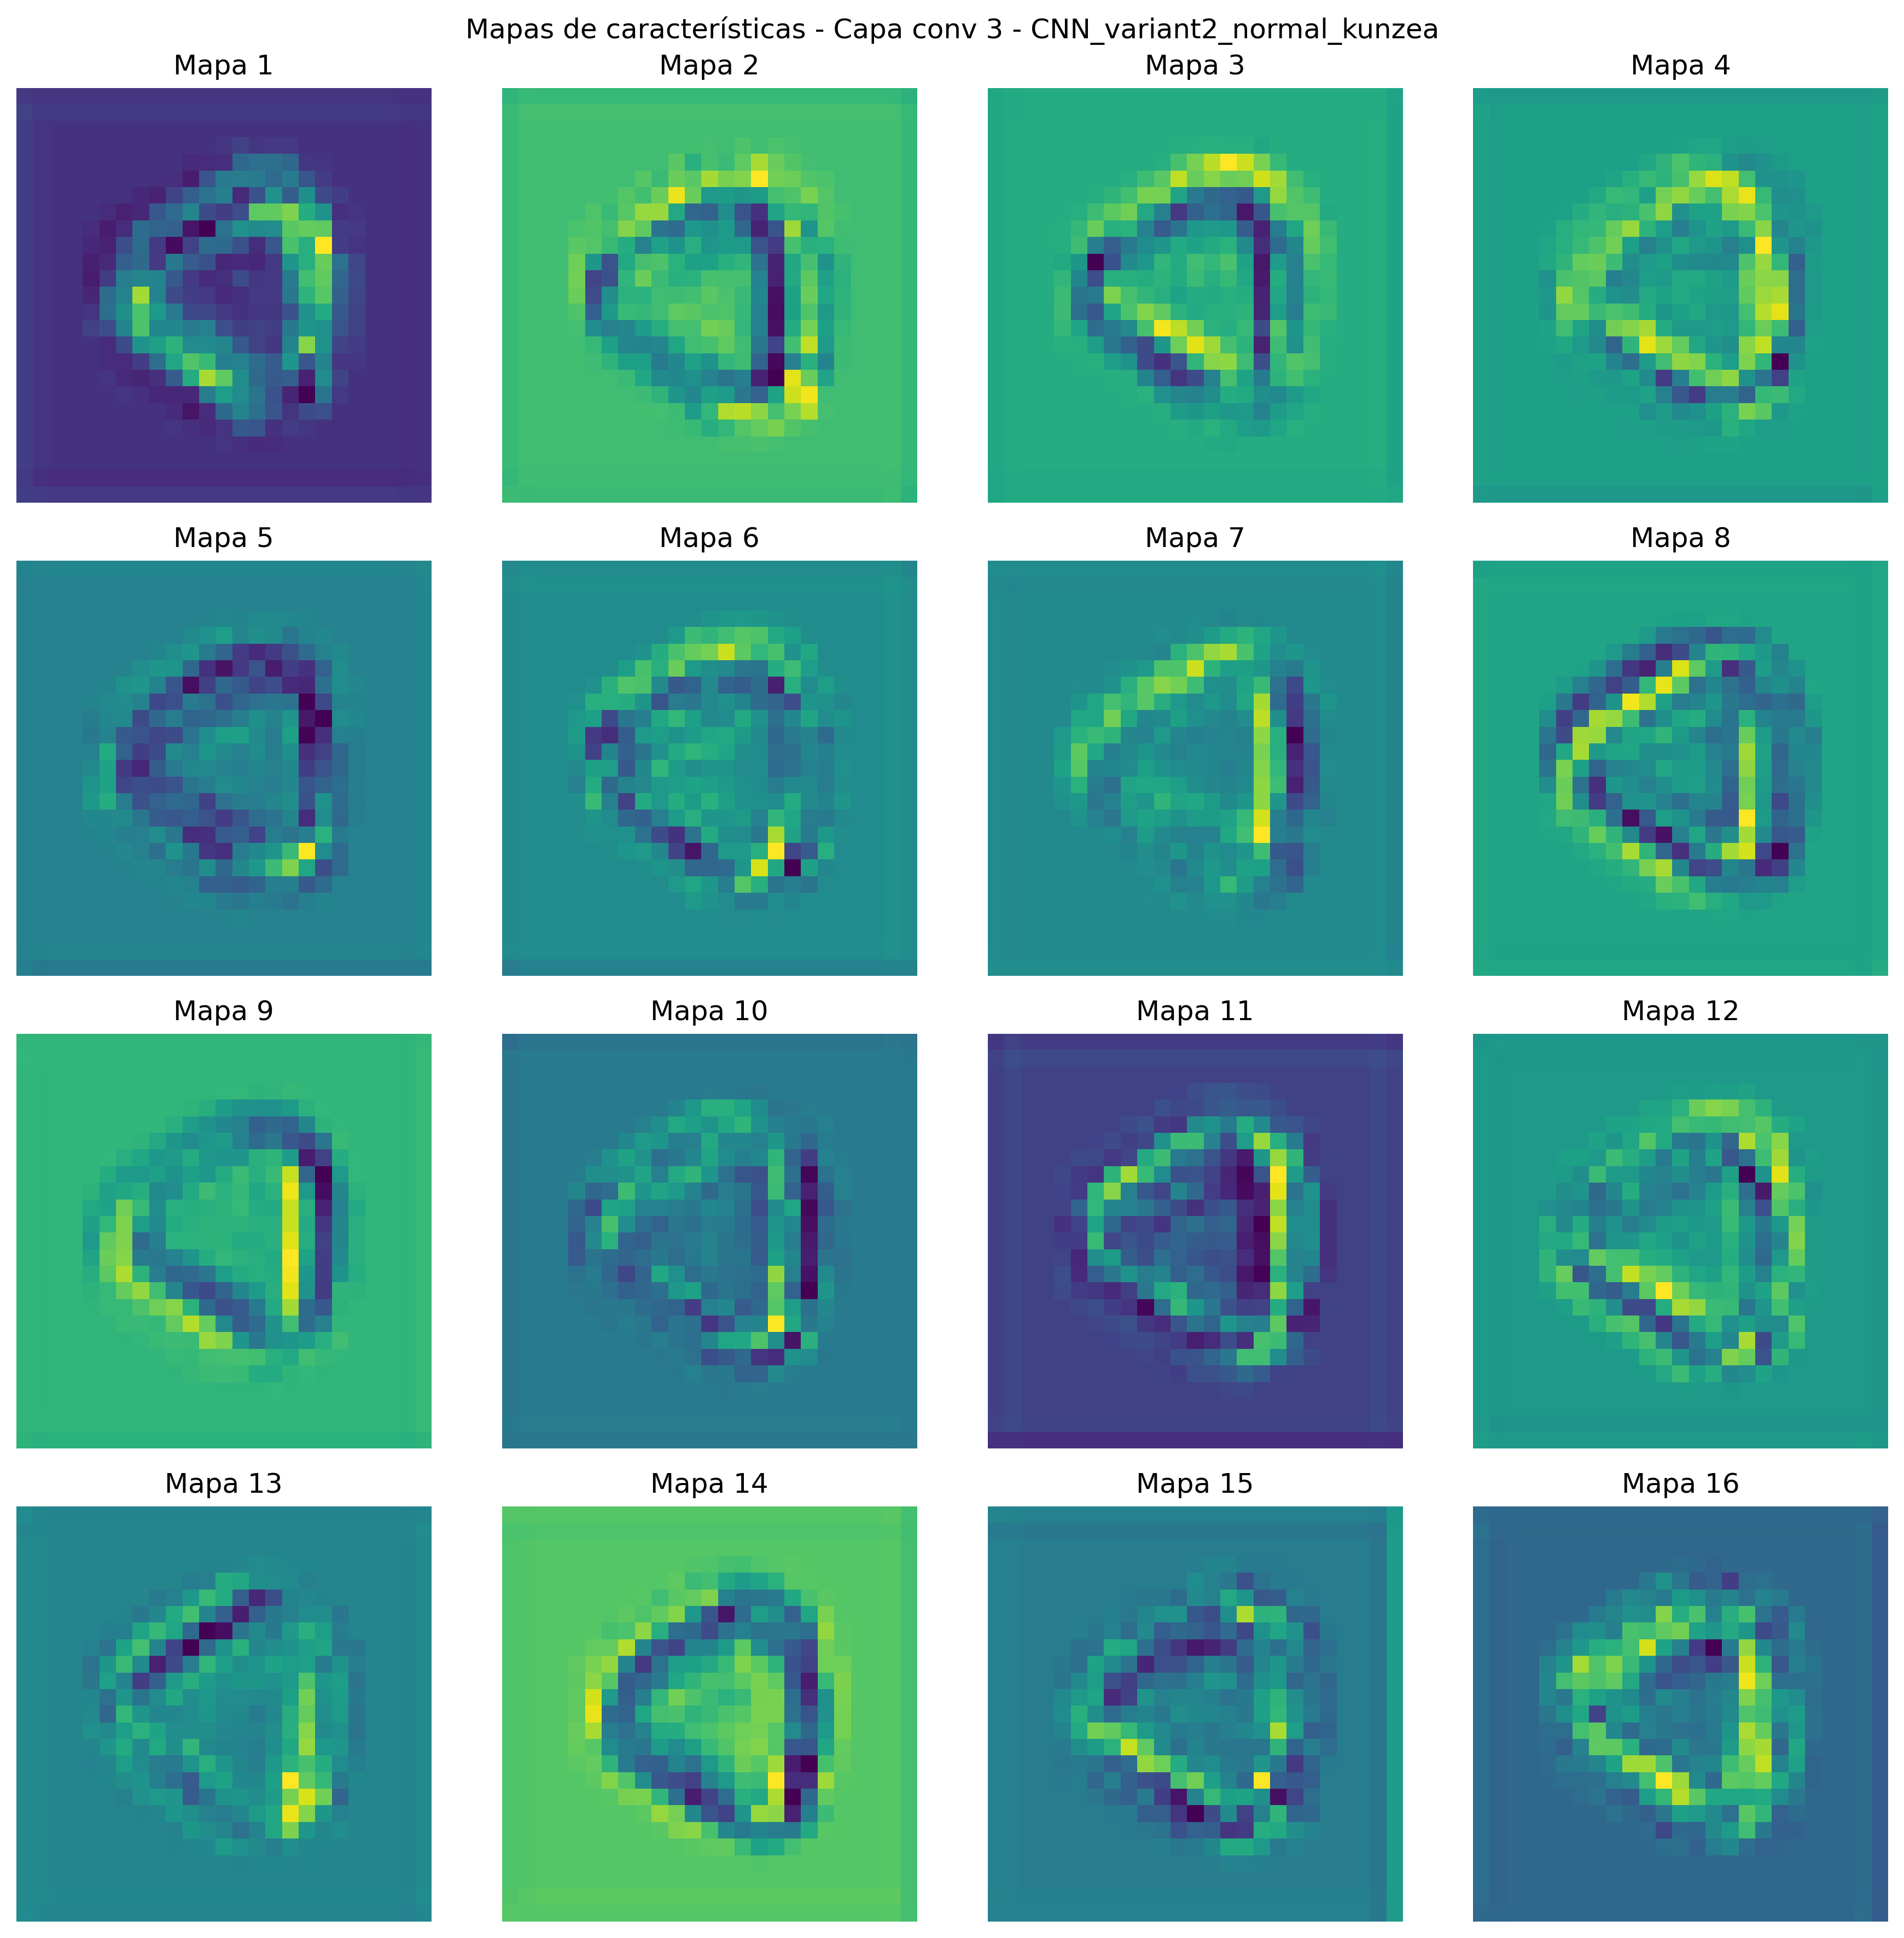 Mapas de características - Capa conv 3 - CNN_variant2_normal_kunzea
Mapa 1
Mapa 2
Mapa 3
Mapa 4
Mapa 5
Mapa 6
Mapa 7
Mapa 8
Mapa 9
Mapa 10
Mapa 11
Mapa 12
Mapa 13
Mapa 14
Mapa 15
Mapa 16